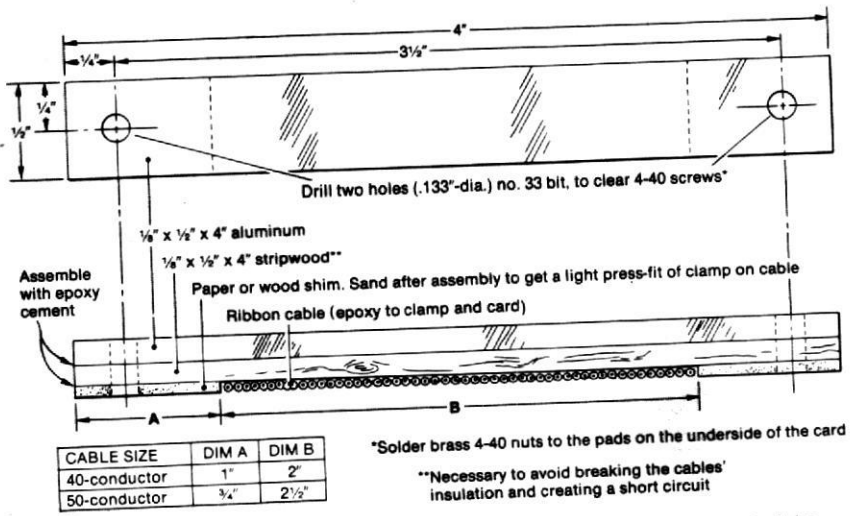 4"
¼"
3½"
¼"
½"
Drill two holes (.133"-dia.) no. 33 bit, to clear 4-40 screws*
⅛" x ½" x 4" aluminum
⅛" x ½" x 4" stripwood**
Assemble
with epoxy
cement
Paper or wood shim. Sand after assembly to get a light press-fit of clamp on cable
Ribbon cable (epoxy to clamp and card)
A
B
CABLE SIZE DIM A DIM B
40-conductor 1" 2"
50-conductor ¾" 2½"
*Solder brass 4-40 nuts to the pads on the underside of the card
**Necessary to avoid breaking the cables'
insulation and creating a short circuit